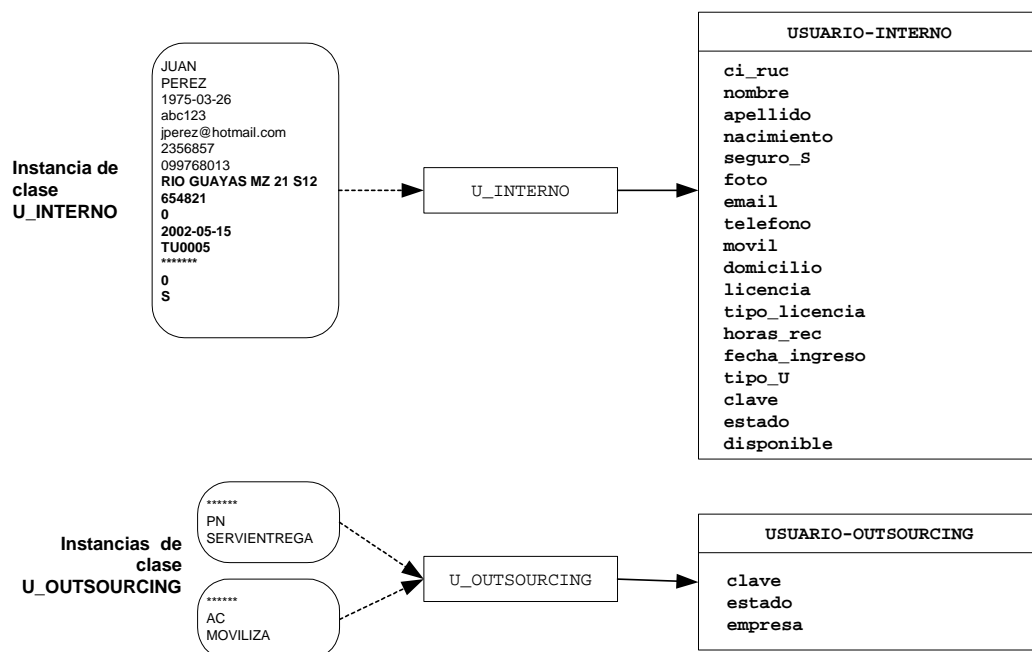 Instancia de
clase
U_INTERNO
JUAN
PEREZ
1975-03-26
abc123
jperez@hotmail.com
2356857
099768013
RIO GUAYAS MZ 21 S12
654821
0
2002-05-15
TU0005
*******
0
S
U_INTERNO
USUARIO-INTERNO
ci_ruc
nombre
apellido
nacimiento
seguro_S
foto
email
telefono
movil
domicilio
licencia
tipo_licencia
horas_rec
fecha_ingreso
tipo_U
clave
estado
disponible
Instancias de
clase
U_OUTSOURCING
******
PN
SERVIENTREGA
******
AC
MOVILIZA
U_OUTSOURCING
USUARIO-OUTSOURCING
clave
estado
empresa